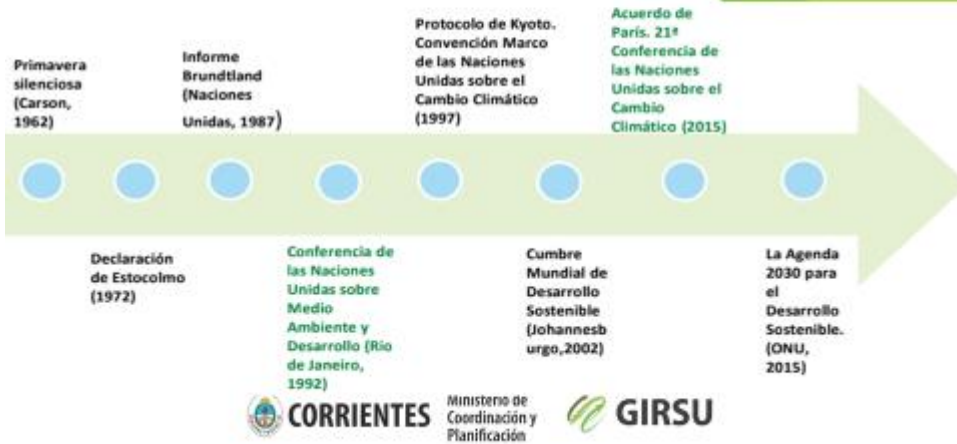 Primavera
silenciosa
(Carson,
1962)
Declaración
de Estocolmo
(1972)
Informe
Brundtland
(Naciones
Unidas, 1987)
Conferencia de
las Naciones
Unidas sobre
Medio
Ambiente y
Desarrollo (Río
de Janeiro,
1992)
Protocolo de Kyoto.
Convención Marco
de las Naciones
Unidas sobre el
Cambio Climático
(1997)
Cumbre
Mundial de
Desarrollo
Sostenible
(Johannesb
urgo,2002)
Acuerdo de
París. 21ª
Conferencia de
las Naciones
Unidas sobre el
Cambio
Climático (2015)
La Agenda
2030 para
el
Desarrollo
Sostenible.
(ONU,
2015)
CORRIENTES
Ministerio de
Coordinación y
Planificación
GIRSU